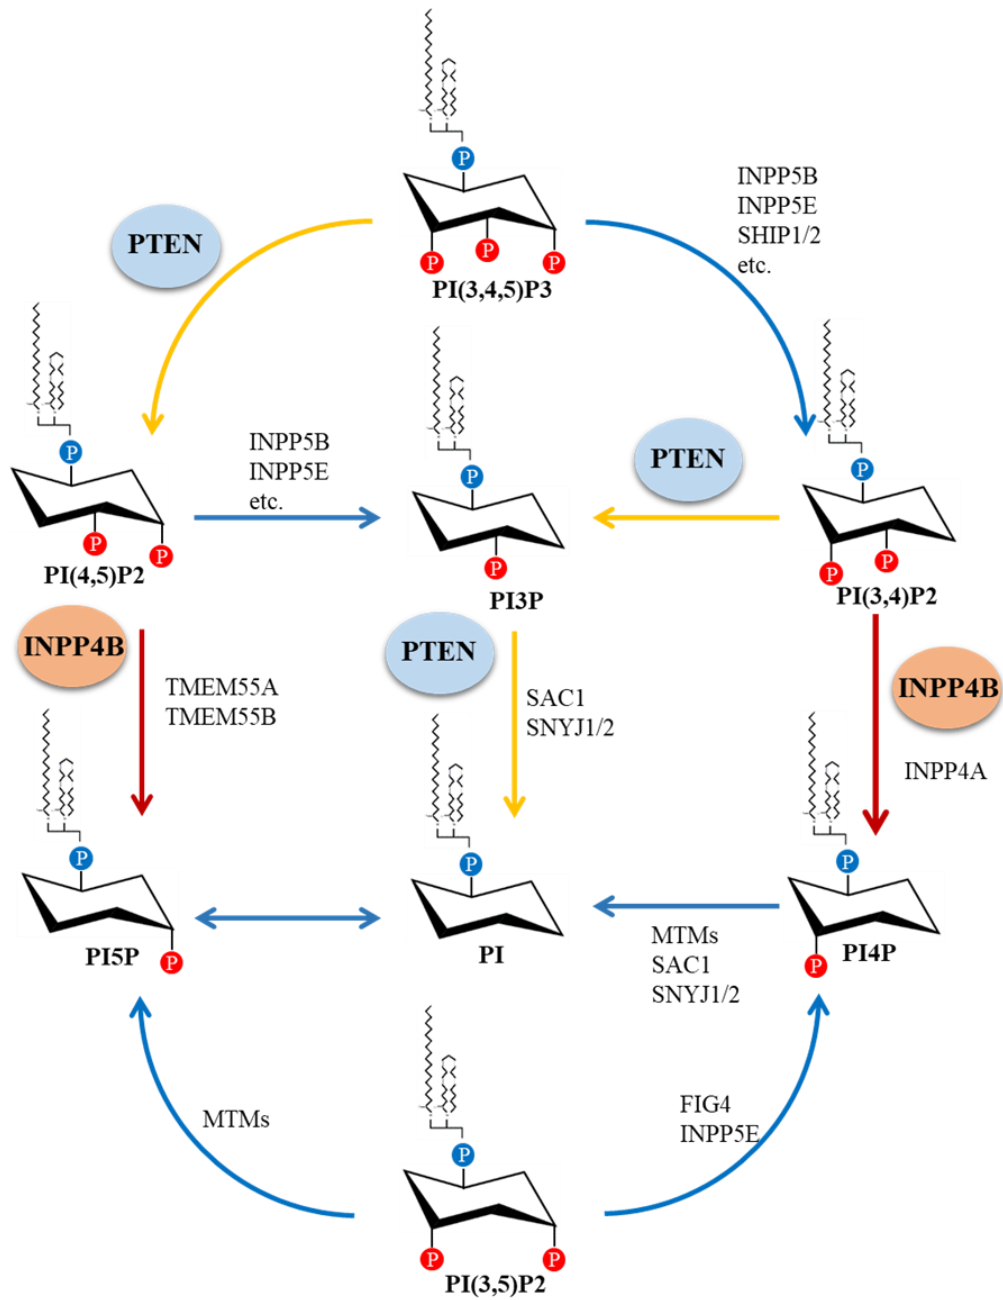 P
INPP5B
INPP5E
SHIP1/2
etc.
PTEN
P P P
PI(3,4,5)P3
P
INPP5B
INPP5E
etc.
P
PTEN
P
P P
PI(4,5)P2
P
PI3P
P P
PI(3,4)P2
INPP4B
TMEM55A
TMEM55B
PTEN
SAC1
SNYJ1/2
INPP4B
INPP4A
P
P
P
PI5P
P
PI
MTMs
SAC1
SNYJ1/2
PI4P
P
MTMs
FIG4
INPP5E
P
P P
PI(3,5)P2